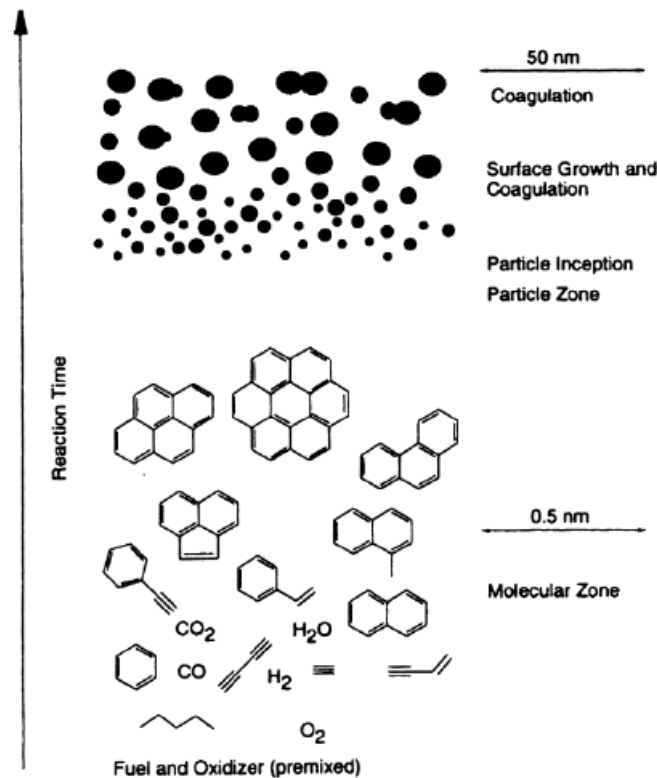 50 nm
Coagulation
Surface Growth and
Coagulation
Particle Inception
Particle Zone
Reaction Time
0.5 nm
Molecular Zone
CO2
H2O
CO
H2
O2
Fuel and Oxidizer (premixed)